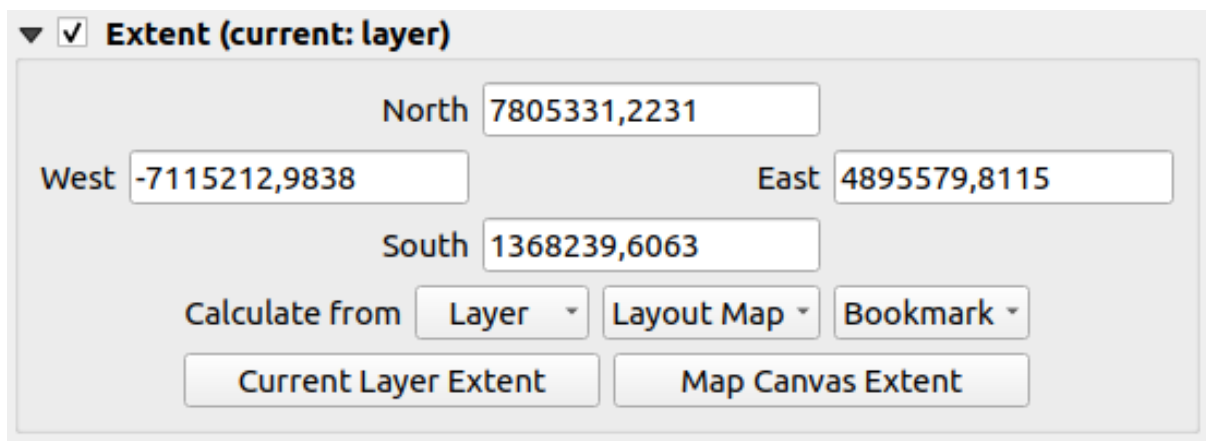 Extent (current: layer)
North 7805331,2231
West -7115212,9838 East 4895579,8115
South 1368239,6063
Calculate from Layer Layout Map Bookmark
Current Layer Extent Map Canvas Extent